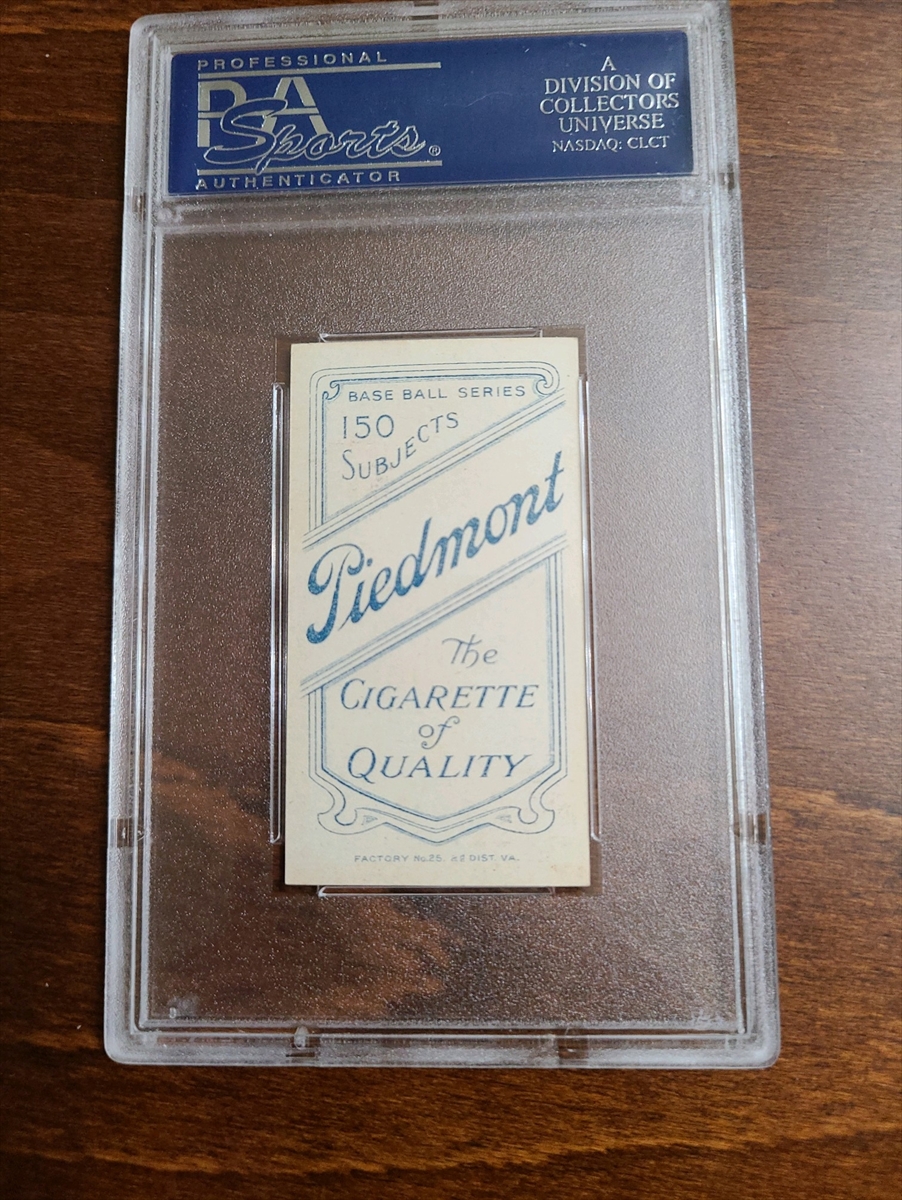 PROFESSIONAL
PSA
Sports®
AUTHENTICATOR
A
DIVISION OF
COLLECTORS
UNIVERSE
NASDAQ: CLCT
BASE BALL SERIES
150
SUBJECTS
Piedmont
The
CIGARETTE
of
QUALITY
FACTORY No.25. 2d DIST. VA.